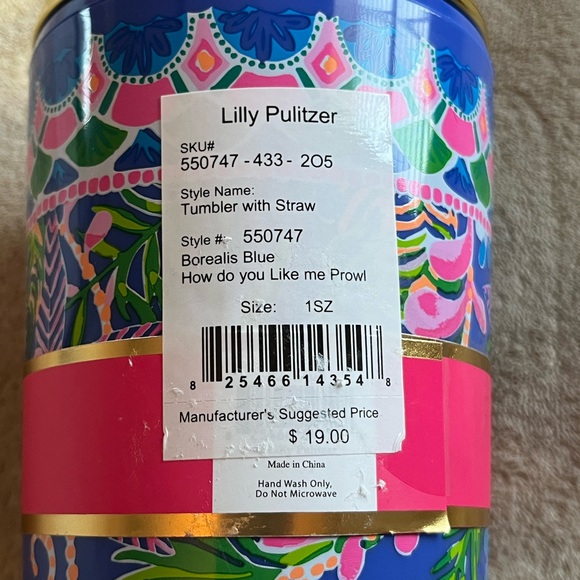 Lilly Pulitzer
SKU#
550747 - 433 - 2O5
Style Name:
Tumbler with Straw
Style #: 550747
Borealis Blue
How do you Like me Prowl
Size: 1SZ
8 25466 14354 8
Manufacturer's Suggested Price
$ 19.00
Made in China
Hand Wash Only,
Do Not Microwave